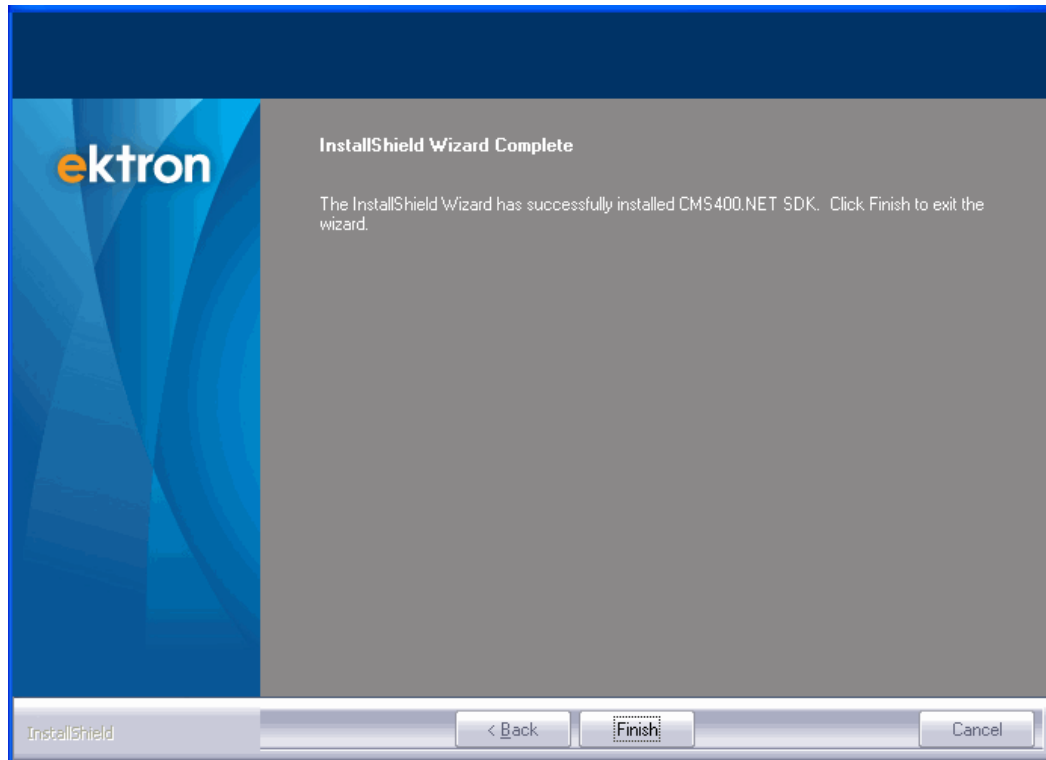 ektron
InstallShield Wizard Complete
The InstallShield Wizard has successfully installed CMS400.NET SDK. Click Finish to exit the
wizard.
InstallShield
< Back
Finish
Cancel